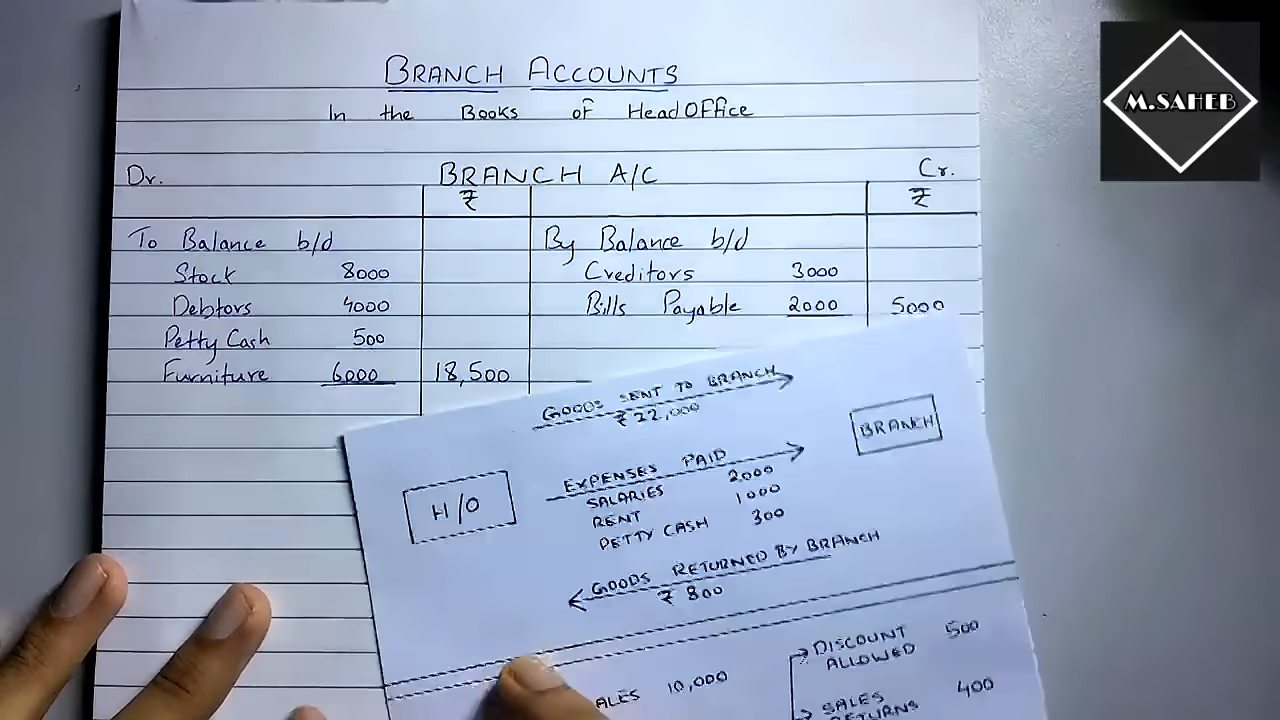 BRANCH ACCOUNTS
In the Books of HeadOffice
M.SAHEB
Dr. BRANCH A/C Cr.
₹ ₹
To Balance b/d By Balance b/d
Stock 8000 Creditors 3000
Debtors 4000 Bills Payable 2000 5000
Petty Cash 500
Furniture 6000 18,500
GOODS SENT TO BRANCH
₹ 22,000
BRANCH
H/O
EXPENSES PAID
SALARIES 2000
RENT 1000
PETTY CASH 300
GOODS RETURNED BY BRANCH
₹ 800
ALES 10,000
DISCOUNT ALLOWED 500
SALES 400